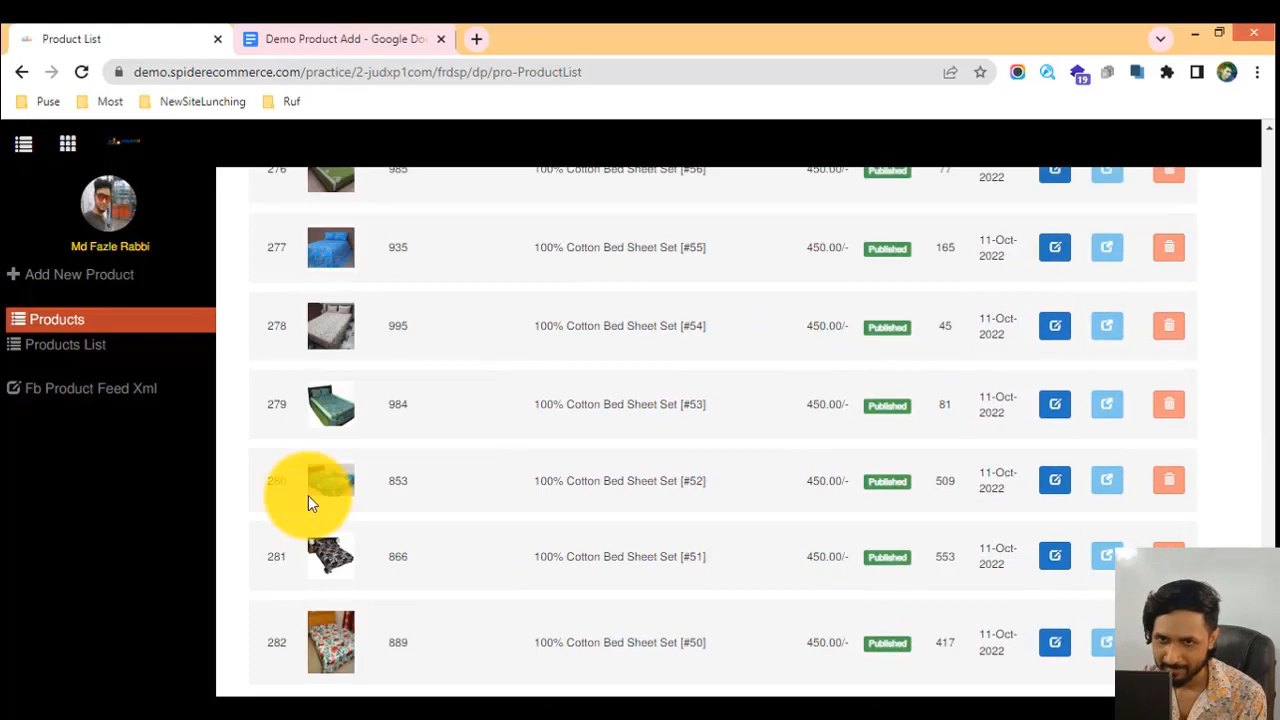 Product List
Demo Product Add - Google Do
demo.spiderecommerce.com/practice/2-judxp1com/frdsp/dp/pro-ProductList
19
Puse
Most
NewSiteLunching
Ruf
Md Fazle Rabbi
Add New Product
Products
Products List
Fb Product Feed Xml
276 985 100% Cotton Bed Sheet Set [#56] 450.00/- Published 77 2022
277 935 100% Cotton Bed Sheet Set [#55] 450.00/- Published 165 11-Oct-
2022
278 995 100% Cotton Bed Sheet Set [#54] 450.00/- Published 45 11-Oct-
2022
279 984 100% Cotton Bed Sheet Set [#53] 450.00/- Published 81 11-Oct-
2022
280 853 100% Cotton Bed Sheet Set [#52] 450.00/- Published 509 11-Oct-
2022
281 866 100% Cotton Bed Sheet Set [#51] 450.00/- Published 553 11-Oct-
2022
282 889 100% Cotton Bed Sheet Set [#50] 450.00/- Published 417 11-Oct-
2022